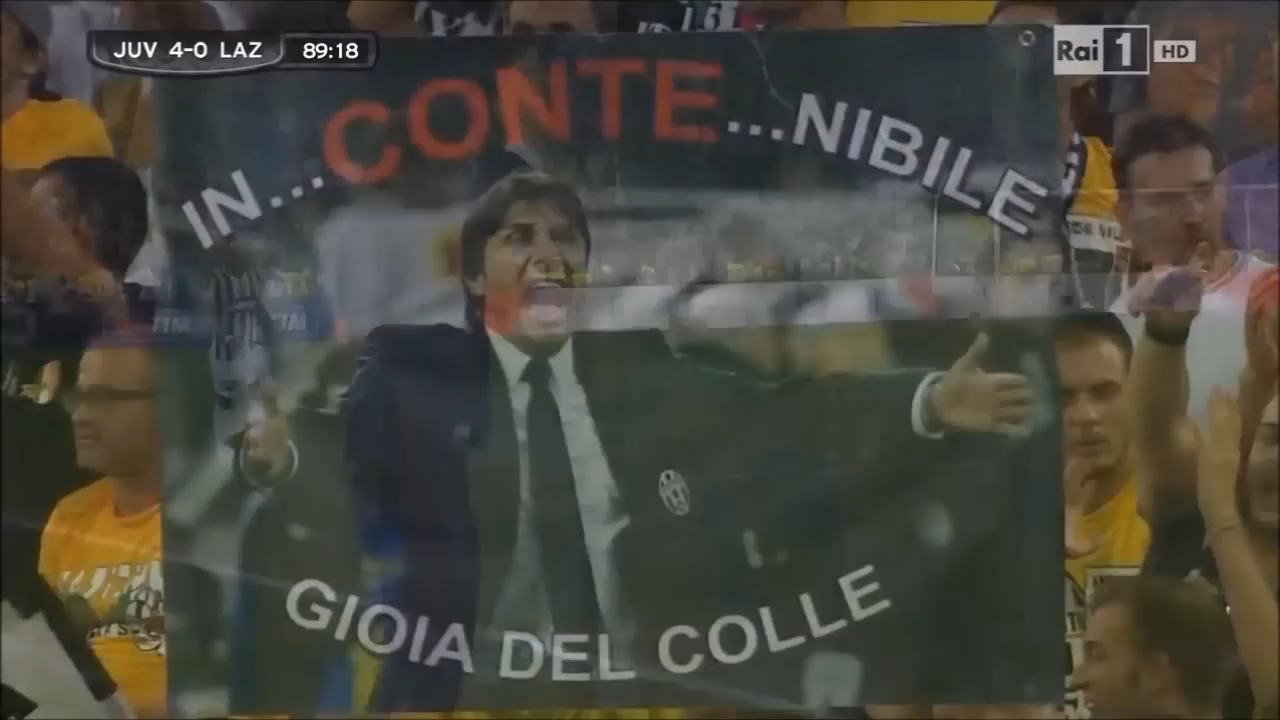 JUV 4-0 LAZ 89:18
Rai 1 HD
IN...CONTE...NIBILE
GIOIA DEL COLLE